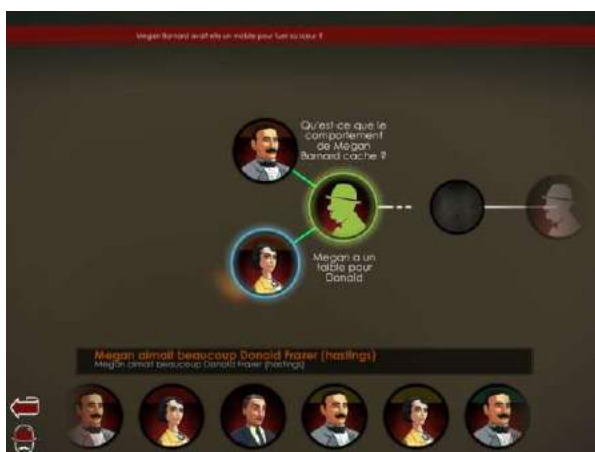 Megan Barnard avait elle un mobile pour tuer sa sœur ?
Qu'est-ce que le
comportement
de Megan
Barnard cache ?
Megan a un
faible pour
Donald
Megan aimait beaucoup Donald Frazer (hastings)
Megan aimait beaucoup Donald Frazer (hastings)